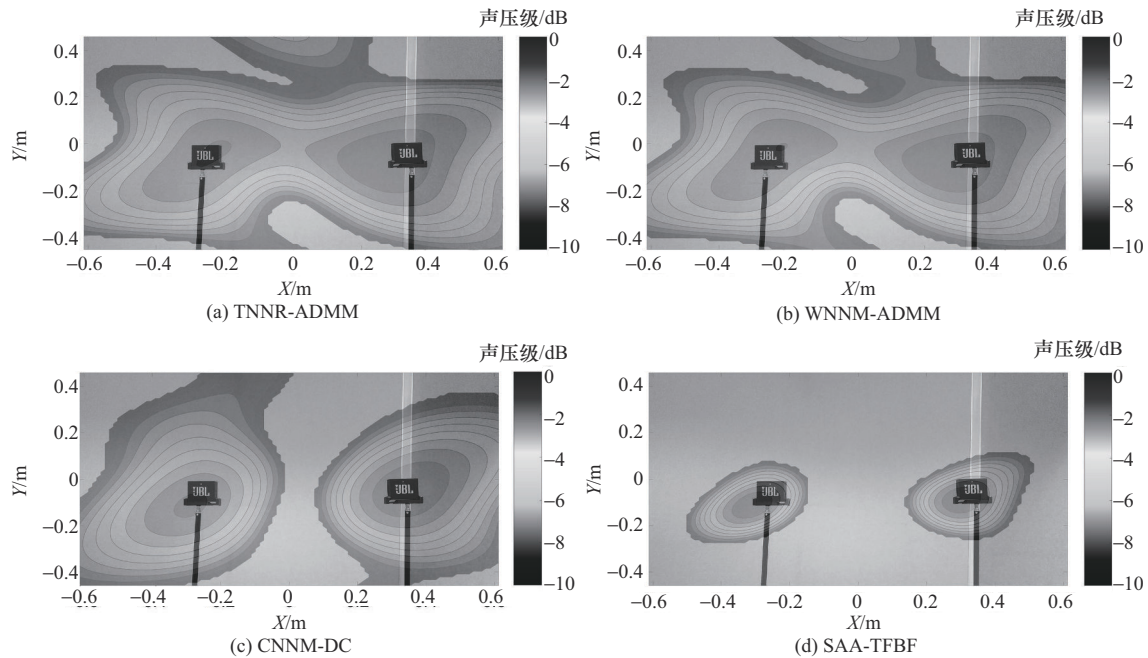 声压级/dB
声压级/dB
0.4
0.2
0
−0.2
−0.4
Y/m
0
−2
−4
−6
−8
−10
0.4
0.2
0
−0.2
−0.4
Y/m
0
−2
−4
−6
−8
−10
JBL
JBL
JBL
JBL
−0.6 −0.4 −0.2 0 0.2 0.4 0.6
−0.6 −0.4 −0.2 0 0.2 0.4 0.6
X/m
X/m
(a) TNNR-ADMM
(b) WNNM-ADMM
声压级/dB
声压级/dB
0.4
0.2
0
−0.2
−0.4
Y/m
0
−2
−4
−6
−8
−10
0.4
0.2
0
−0.2
−0.4
Y/m
0
−2
−4
−6
−8
−10
JBL
JBL
JBL
JBL
−0.6 −0.4 −0.2 0 0.2 0.4 0.6
−0.6 −0.4 −0.2 0 0.2 0.4 0.6
X/m
X/m
(c) CNNM-DC
(d) SAA-TFBF